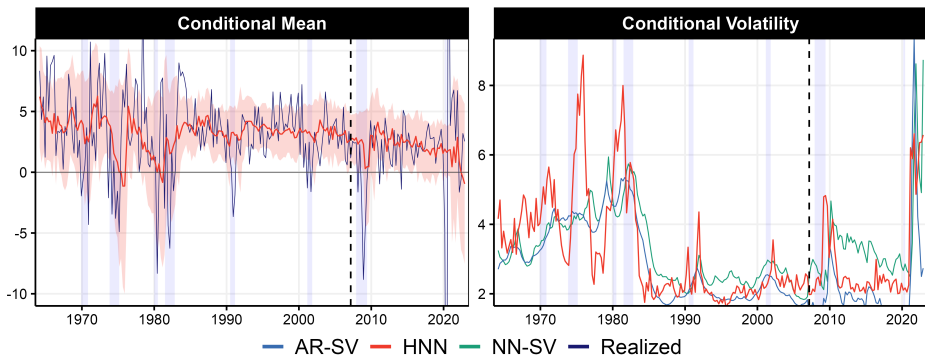 Conditional Mean
Conditional Volatility
10
5
0
-5
-10
1970 1980 1990 2000 2010 2020
8
6
4
2
1970 1980 1990 2000 2010 2020
AR-SV HNN NN-SV Realized